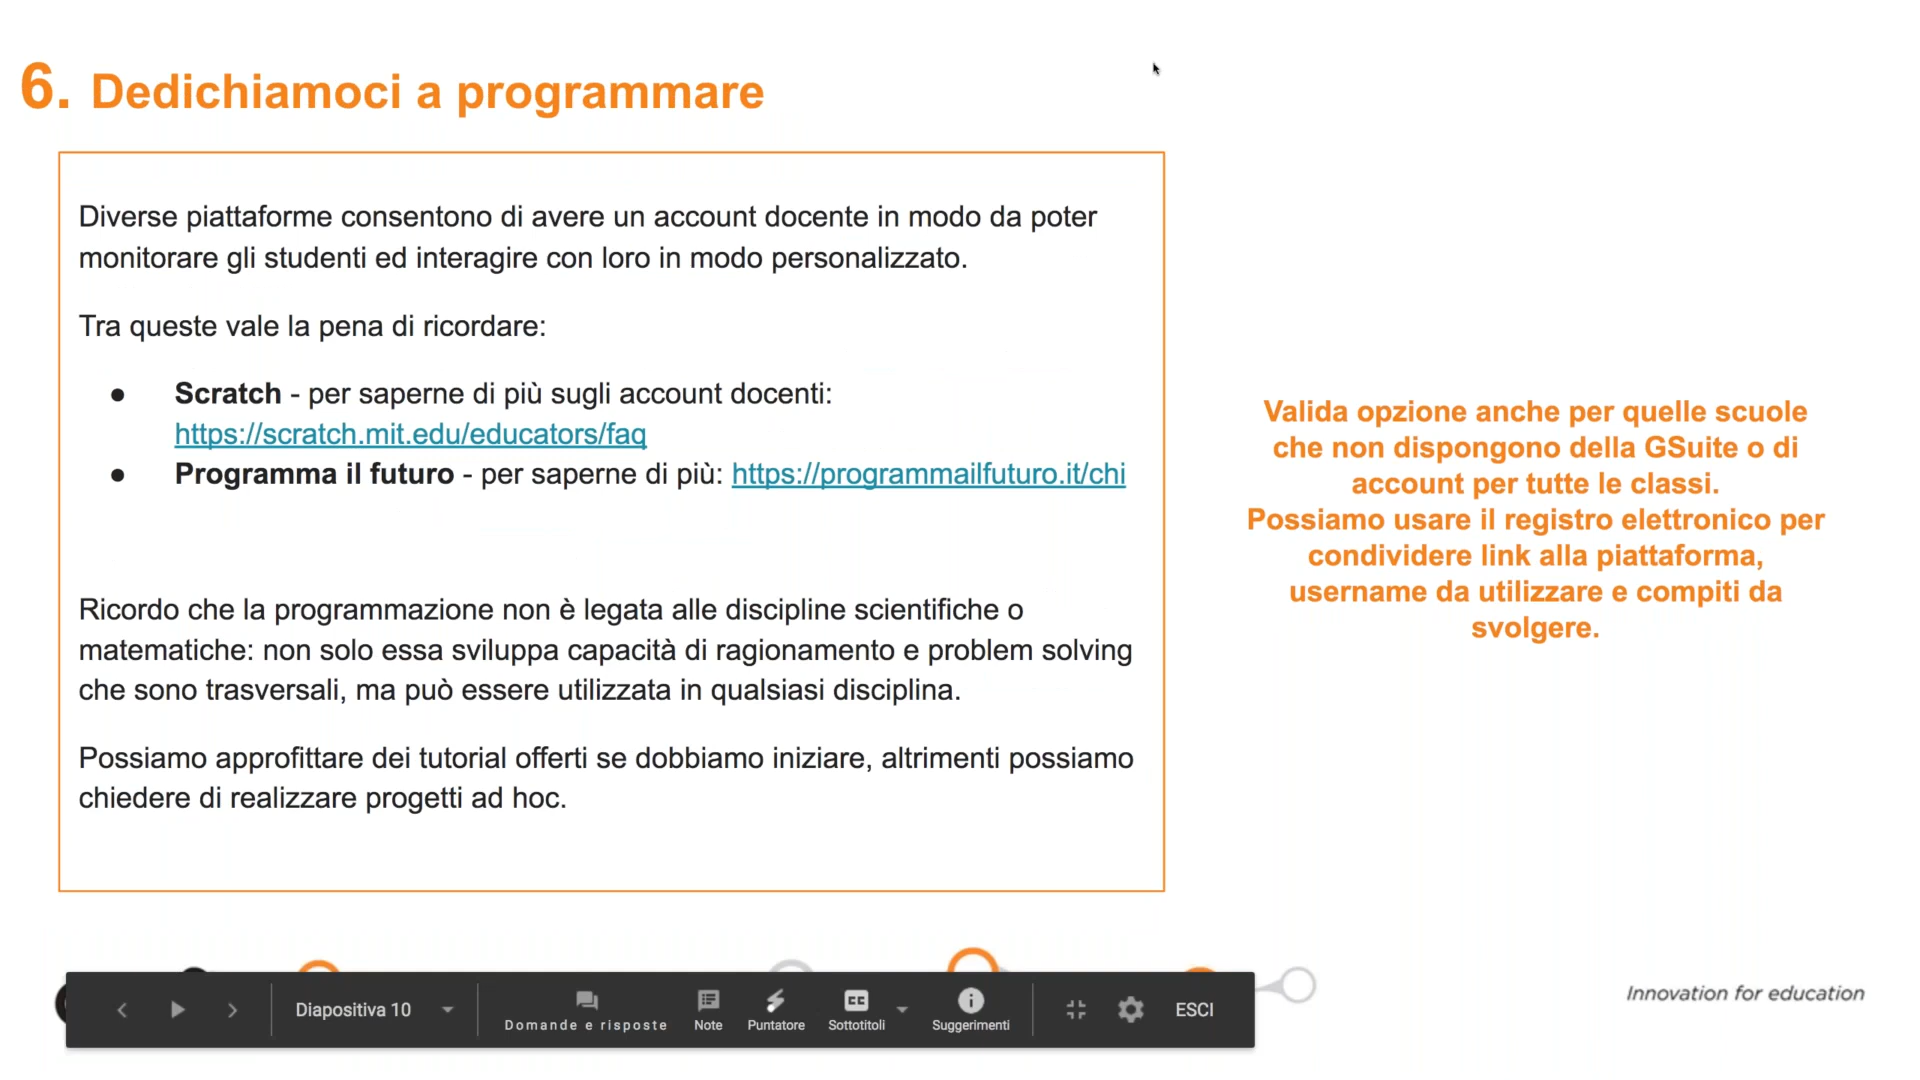 6. Dedichiamoci a programmare
Diverse piattaforme consentono di avere un account docente in modo da poter
monitorare gli studenti ed interagire con loro in modo personalizzato.
Tra queste vale la pena di ricordare:
● Scratch - per saperne di più sugli account docenti:
https://scratch.mit.edu/educators/faq
● Programma il futuro - per saperne di più: https://programmailfuturo.it/chi
Ricordo che la programmazione non è legata alle discipline scientifiche o
matematiche: non solo essa sviluppa capacità di ragionamento e problem solving
che sono trasversali, ma può essere utilizzata in qualsiasi disciplina.
Possiamo approfittare dei tutorial offerti se dobbiamo iniziare, altrimenti possiamo
chiedere di realizzare progetti ad hoc.
Valida opzione anche per quelle scuole
che non dispongono della GSuite o di
account per tutte le classi.
Possiamo usare il registro elettronico per
condividere link alla piattaforma,
username da utilizzare e compiti da
svolgere.
Innovation for education
Diapositiva 10
Domande e risposte
Note
Puntatore
CC
Sottotitoli
Suggerimenti
ESCI